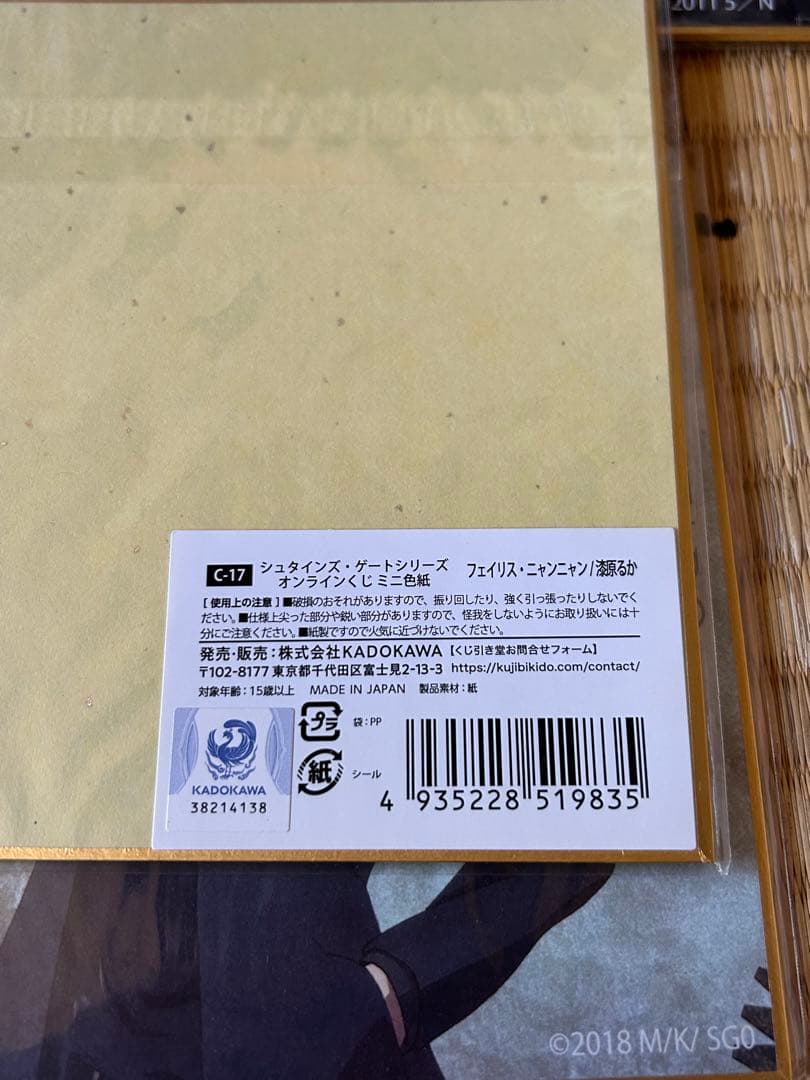 2011 5／N
C-17 シュタインズ・ゲートシリーズ オンラインくじ ミニ色紙 フェイリス・ニャンニャン/漆原るか
[ 使用上の注意 ] ■破損のおそれがありますので、振り回したり、強く引っ張ったりしないでく
ださい。■仕様上尖った部分や鋭い部分がありますので、怪我をしないようにお取り扱いには十
分にご注意ください。■紙製ですので火気に近づけないでください。
発売・販売：株式会社KADOKAWA【くじ引き堂お問合せフォーム】
〒102-8177 東京都千代田区富士見2-13-3 https://kujibikido.com/contact/
対象年齢：15歳以上 MADE IN JAPAN 製品素材：紙
プラ 袋：PP
紙 シール
KADOKAWA
38214138
4 935228 519835
©2018 M/K/ SG0